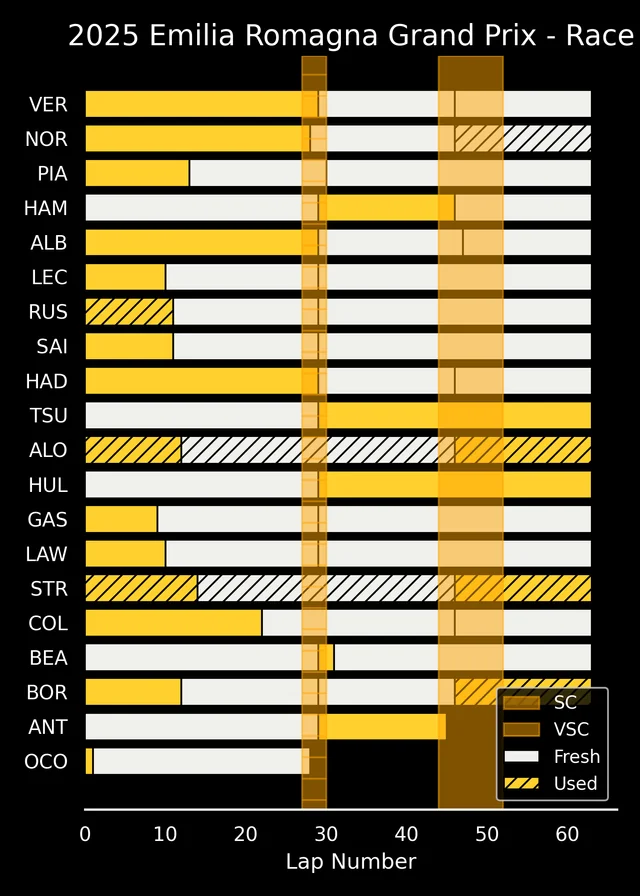 2025 Emilia Romagna Grand Prix - Race
VER
NOR
PIA
HAM
ALB
LEC
RUS
SAI
HAD
TSU
ALO
HUL
GAS
LAW
STR
COL
BEA
BOR
ANT
OCO
SC
VSC
Fresh
Used
0 10 20 30 40 50 60
Lap Number